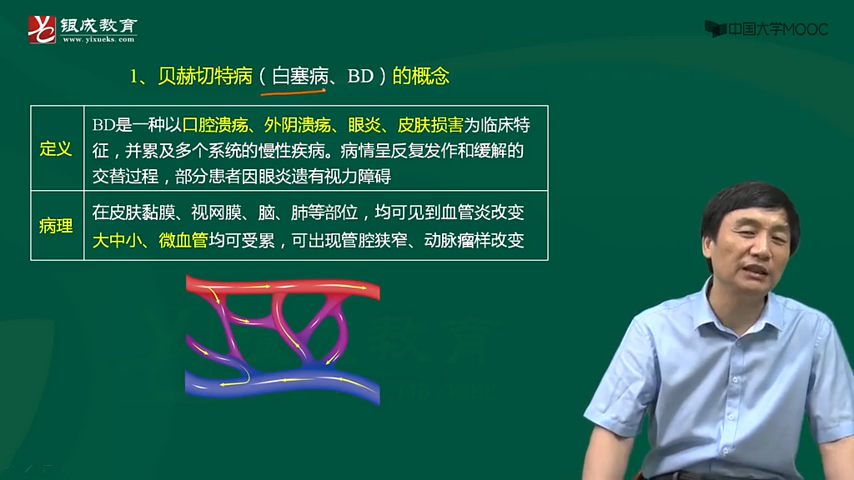 银成教育
www.yixueks.com
中国大学MOOC
1、贝赫切特病（白塞病、BD）的概念
定义
BD是一种以口腔溃疡、外阴溃疡、眼炎、皮肤损害为临床特
征，并累及多个系统的慢性疾病。病情呈反复发作和缓解的
交替过程，部分患者因眼炎遗有视力障碍
病理
在皮肤黏膜、视网膜、脑、肺等部位，均可见到血管炎改变
大中小、微血管均可受累，可出现管腔狭窄、动脉瘤样改变